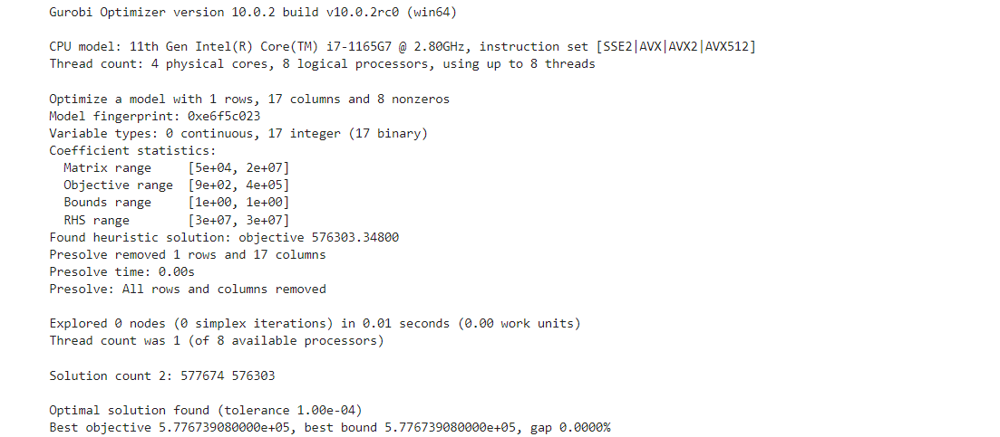 Gurobi Optimizer version 10.0.2 build v10.0.2rc0 (win64)
CPU model: 11th Gen Intel(R) Core(TM) i7-1165G7 @ 2.80GHz, instruction set [SSE2|AVX|AVX2|AVX512]
Thread count: 4 physical cores, 8 logical processors, using up to 8 threads
Optimize a model with 1 rows, 17 columns and 8 nonzeros
Model fingerprint: 0xe6f5c023
Variable types: 0 continuous, 17 integer (17 binary)
Coefficient statistics:
  Matrix range     [5e+04, 2e+07]
  Objective range  [9e+02, 4e+05]
  Bounds range     [1e+00, 1e+00]
  RHS range        [3e+07, 3e+07]
Found heuristic solution: objective 576303.34800
Presolve removed 1 rows and 17 columns
Presolve time: 0.00s
Presolve: All rows and columns removed
Explored 0 nodes (0 simplex iterations) in 0.01 seconds (0.00 work units)
Thread count was 1 (of 8 available processors)
Solution count 2: 577674 576303
Optimal solution found (tolerance 1.00e-04)
Best objective 5.776739080000e+05, best bound 5.776739080000e+05, gap 0.0000%